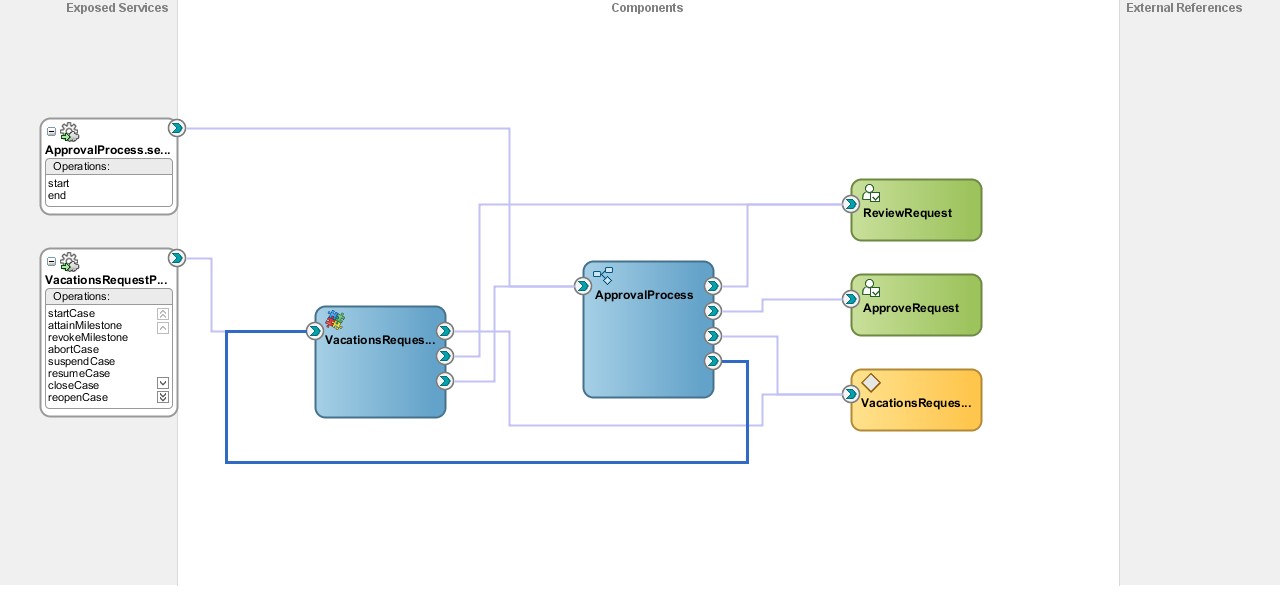 Exposed Services
Components
External References
ApprovalProcess.se...
Operations:
start
end
VacationsRequestP...
Operations:
startCase
attainMilestone
revokeMilestone
abortCase
suspendCase
resumeCase
closeCase
reopenCase
VacationsReques...
ApprovalProcess
ReviewRequest
ApproveRequest
VacationsReques...